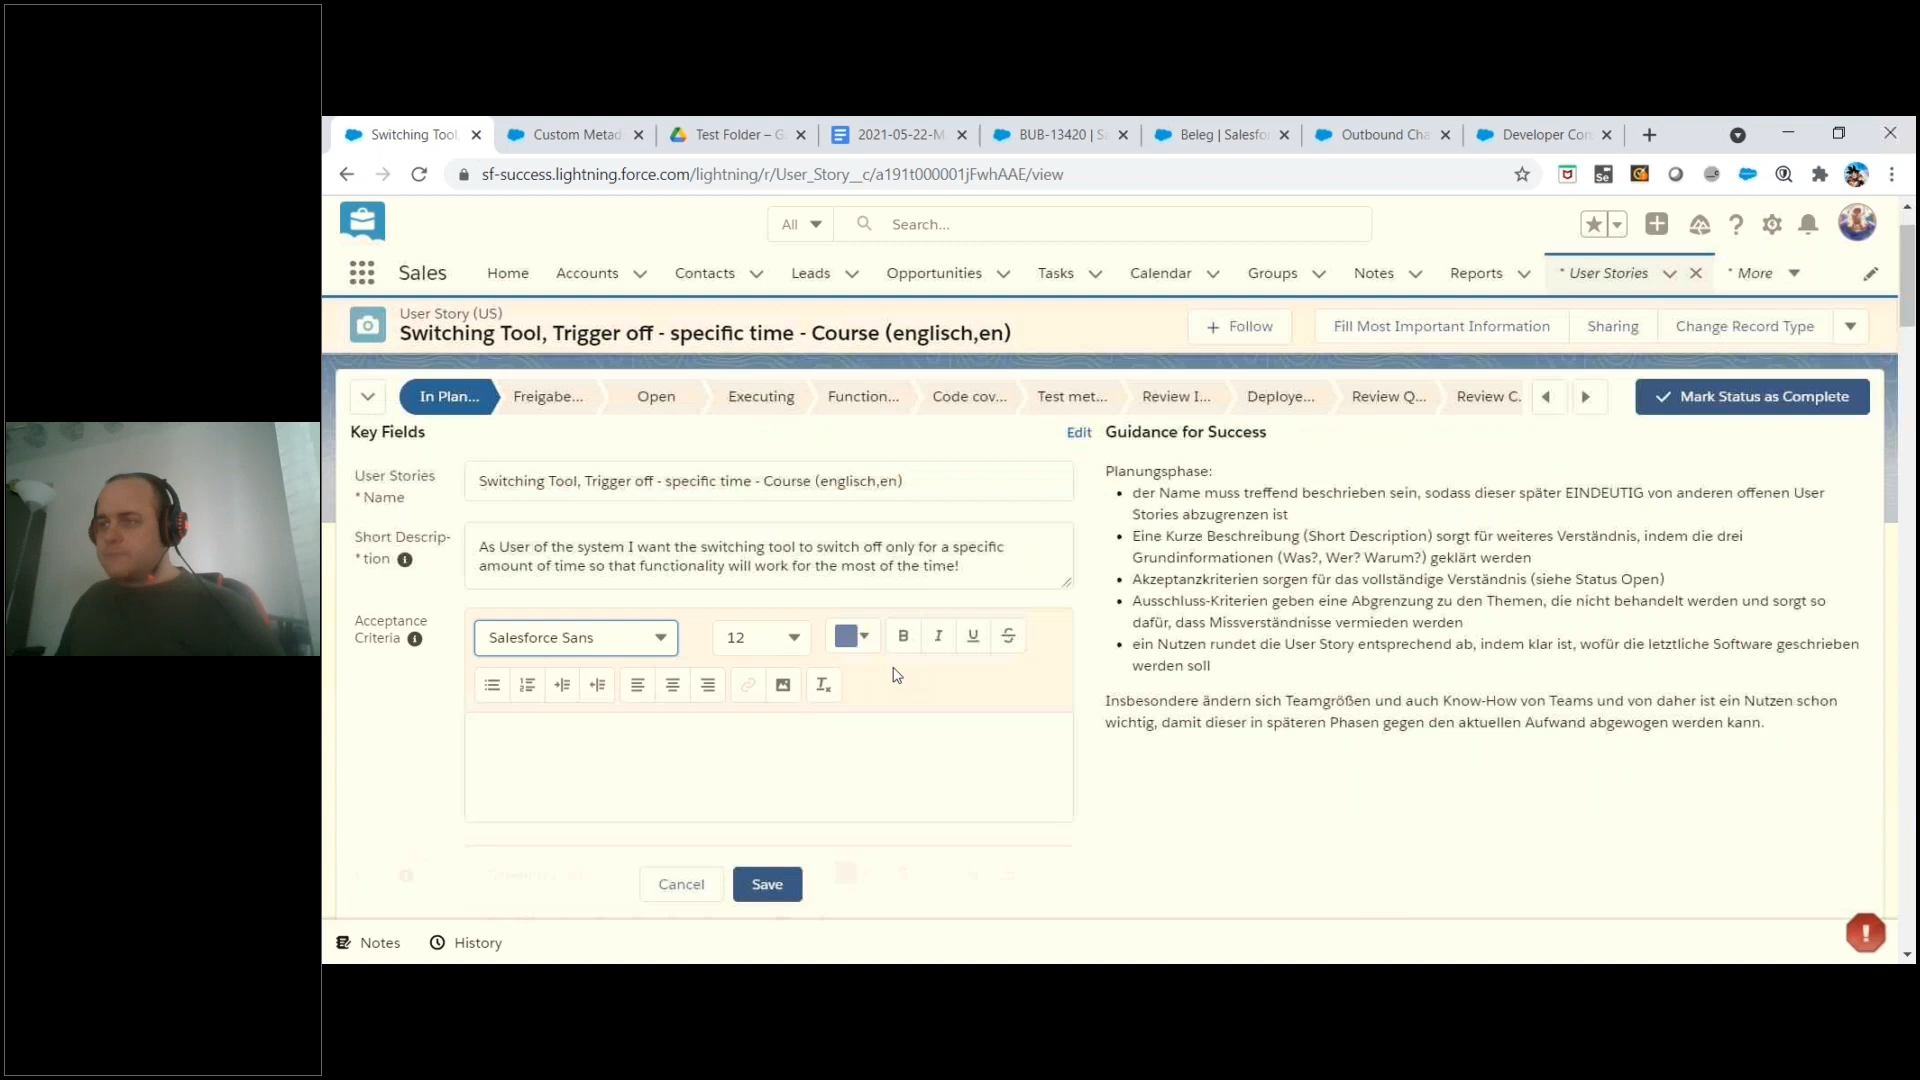 Switching Tool,
Custom Metad
Test Folder – G
2021-05-22-M
BUB-13420 | S
Beleg | Salesfo
Outbound Cha
Developer Con
sf-success.lightning.force.com/lightning/r/User_Story__c/a191t000001jFwhAAE/view
All
Search...
Sales
Home
Accounts
Contacts
Leads
Opportunities
Tasks
Calendar
Groups
Notes
Reports
* User Stories
* More
User Story (US)
Switching Tool, Trigger off - specific time - Course (englisch,en)
+ Follow
Fill Most Important Information
Sharing
Change Record Type
In Plan...
Freigabe...
Open
Executing
Function...
Code cov...
Test met...
Review I...
Deploye...
Review Q...
Review C.
Mark Status as Complete
Key Fields
Edit
User Stories
* Name
Switching Tool, Trigger off - specific time - Course (englisch,en)
Short Descrip-
* tion
As User of the system I want the switching tool to switch off only for a specific
amount of time so that functionality will work for the most of the time!
Acceptance
Criteria
Salesforce Sans
12
B
I
U
S
Cancel
Save
Guidance for Success
Planungsphase:
• der Name muss treffend beschrieben sein, sodass dieser später EINDEUTIG von anderen offenen User
Stories abzugrenzen ist
• Eine Kurze Beschreibung (Short Description) sorgt für weiteres Verständnis, indem die drei
Grundinformationen (Was?, Wer? Warum?) geklärt werden
• Akzeptanzkriterien sorgen für das vollständige Verständnis (siehe Status Open)
• Ausschluss-Kriterien geben eine Abgrenzung zu den Themen, die nicht behandelt werden und sorgt so
dafür, dass Missverständnisse vermieden werden
• ein Nutzen rundet die User Story entsprechend ab, indem klar ist, wofür die letztliche Software geschrieben
werden soll
Insbesondere ändern sich Teamgrößen und auch Know-How von Teams und von daher ist ein Nutzen schon
wichtig, damit dieser in späteren Phasen gegen den aktuellen Aufwand abgewogen werden kann.
Notes
History